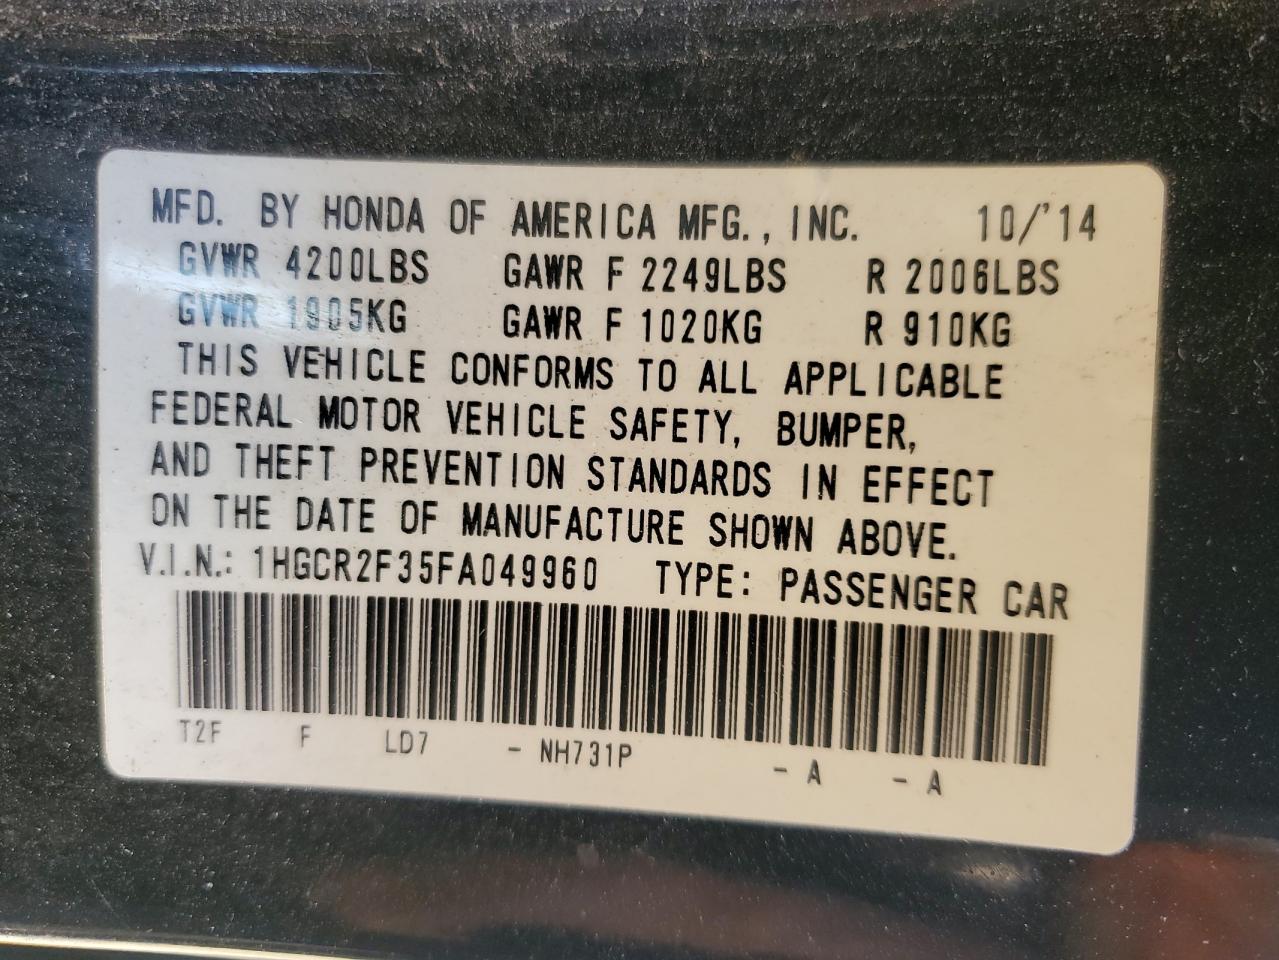 MFD. BY HONDA OF AMERICA MFG., INC. 10/'14
GVWR 4200LBS GAWR F 2249LBS R 2006LBS
GVWR 1905KG GAWR F 1020KG R 910KG
THIS VEHICLE CONFORMS TO ALL APPLICABLE
FEDERAL MOTOR VEHICLE SAFETY, BUMPER,
AND THEFT PREVENTION STANDARDS IN EFFECT
ON THE DATE OF MANUFACTURE SHOWN ABOVE.
V.I.N.: 1HGCR2F35FA049960 TYPE: PASSENGER CAR
T2F F LD7 - NH731P - A - A